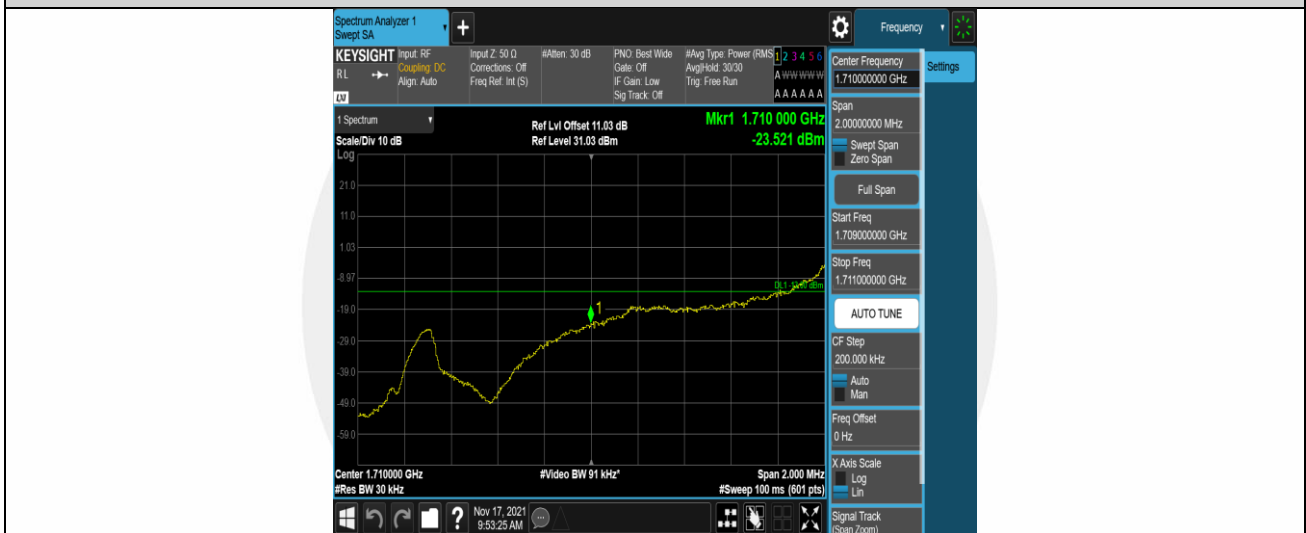 Spectrum Analyzer 1
Swept SA
Frequency
KEYSIGHT
RL
LXI
Input: RF
Coupling: DC
Align: Auto
Input Z: 50 Ω
Corrections: Off
Freq Ref: Int (S)
#Atten: 30 dB
PNO: Best Wide
Gate: Off
IF Gain: Low
Sig Track: Off
#Avg Type: Power (RMS
Avg|Hold: 30/30
Trig: Free Run
1 2 3 4 5 6
A W W W W W
A A A A A A
1 Spectrum
Scale/Div 10 dB
Log
Ref Lvl Offset 11.03 dB
Ref Level 31.03 dBm
Mkr1 1.710 000 GHz
-23.521 dBm
21.0
11.0
1.03
-8.97
-19.0
-29.0
-39.0
-49.0
-59.0
1
Center 1.710000 GHz
#Res BW 30 kHz
#Video BW 91 kHz*
Span 2.000 MHz
#Sweep 100 ms (601 pts)
?
Nov 17, 2021
9:53:25 AM
Center Frequency
1.710000000 GHz
Settings
Span
2.00000000 MHz
Swept Span
Zero Span
Full Span
Start Freq
1.709000000 GHz
Stop Freq
1.711000000 GHz
AUTO TUNE
CF Step
200.000 kHz
Auto
Man
Freq Offset
0 Hz
X Axis Scale
Log
Lin
Signal Track
(Span Zoom)